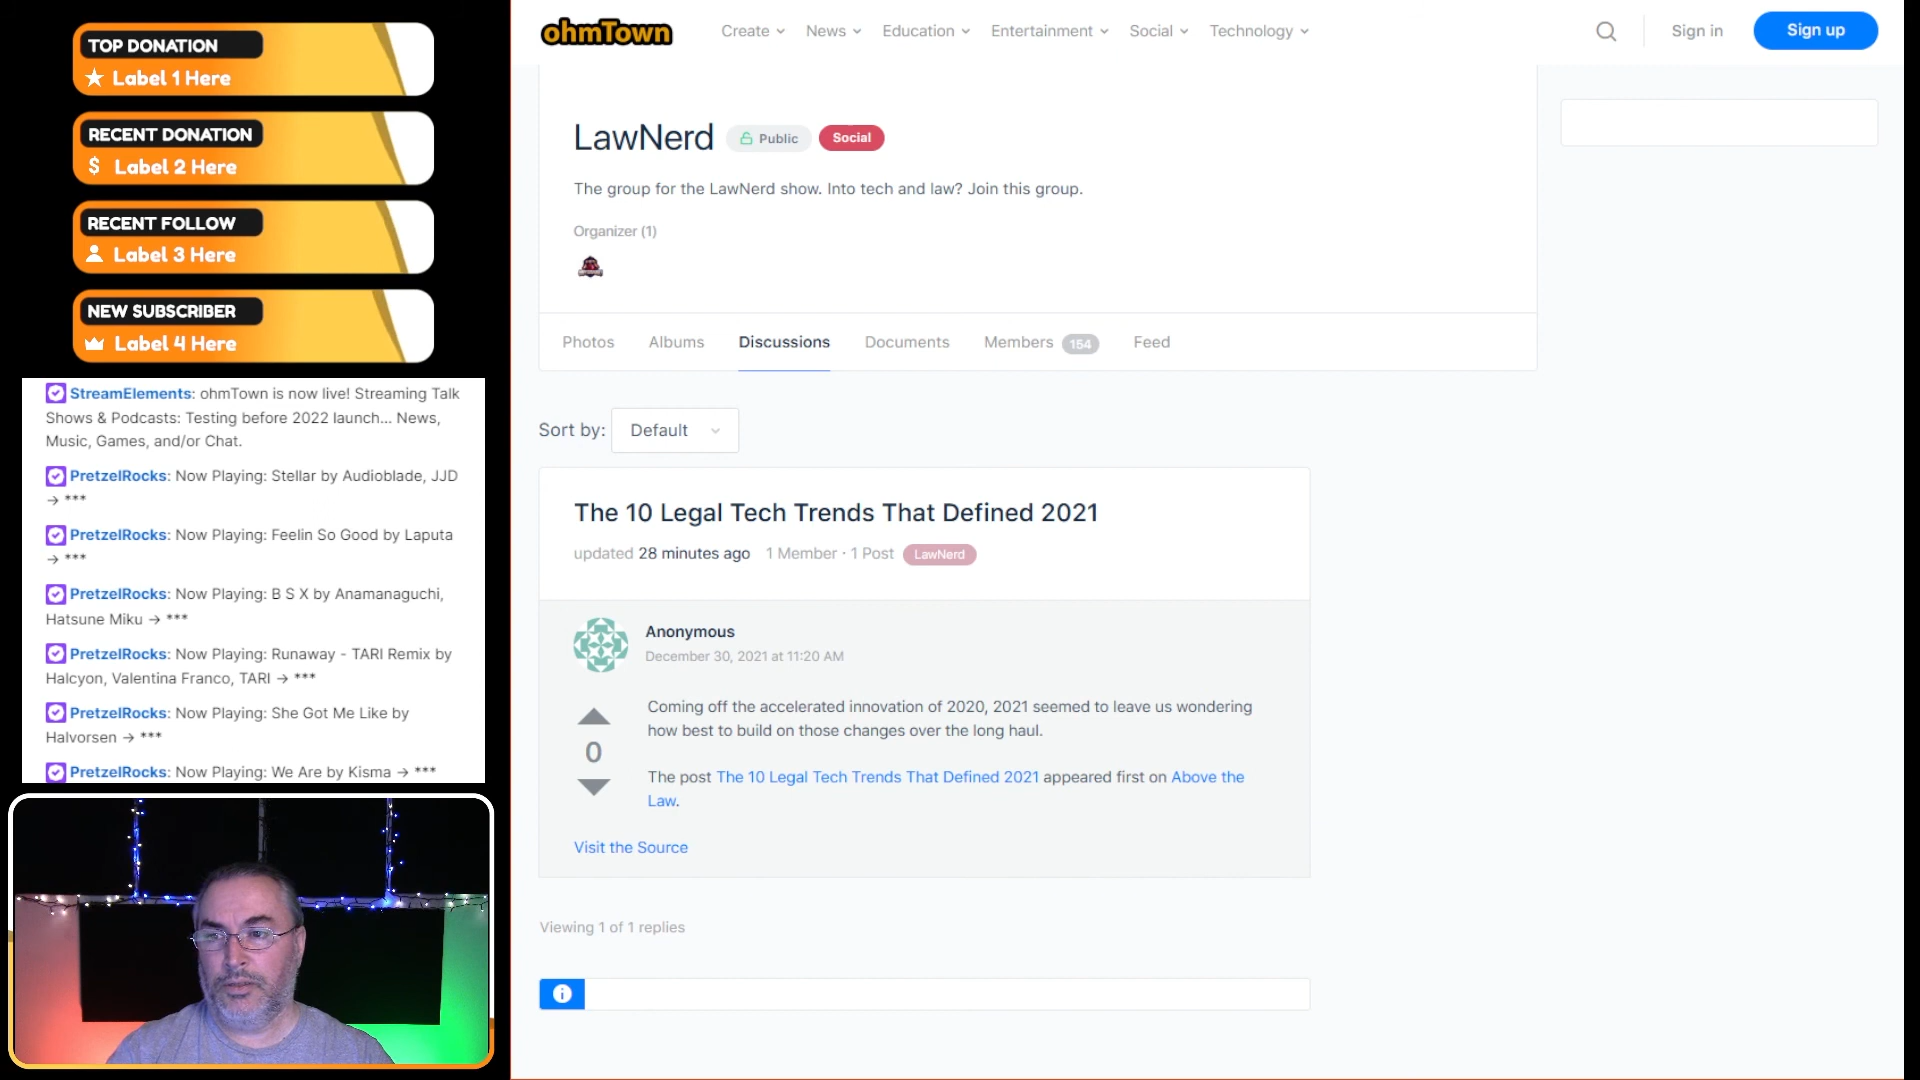 TOP DONATION
Label 1 Here
RECENT DONATION
$ Label 2 Here
RECENT FOLLOW
Label 3 Here
NEW SUBSCRIBER
Label 4 Here
StreamElements: ohmTown is now live! Streaming Talk
Shows & Podcasts: Testing before 2022 launch... News,
Music, Games, and/or Chat.
PretzelRocks: Now Playing: Stellar by Audioblade, JJD
→ ***
PretzelRocks: Now Playing: Feelin So Good by Laputa
→ ***
PretzelRocks: Now Playing: B S X by Anamanaguchi,
Hatsune Miku → ***
PretzelRocks: Now Playing: Runaway - TARI Remix by
Halcyon, Valentina Franco, TARI → ***
PretzelRocks: Now Playing: She Got Me Like by
Halvorsen → ***
PretzelRocks: Now Playing: We Are by Kisma → ***
ohmTown
Create News Education Entertainment Social Technology
Sign in
Sign up
LawNerd Public Social
The group for the LawNerd show. Into tech and law? Join this group.
Organizer (1)
Photos Albums Discussions Documents Members 154 Feed
Sort by: Default
The 10 Legal Tech Trends That Defined 2021
updated 28 minutes ago 1 Member · 1 Post LawNerd
Anonymous
December 30, 2021 at 11:20 AM
0
Coming off the accelerated innovation of 2020, 2021 seemed to leave us wondering
how best to build on those changes over the long haul.
The post The 10 Legal Tech Trends That Defined 2021 appeared first on Above the
Law.
Visit the Source
Viewing 1 of 1 replies